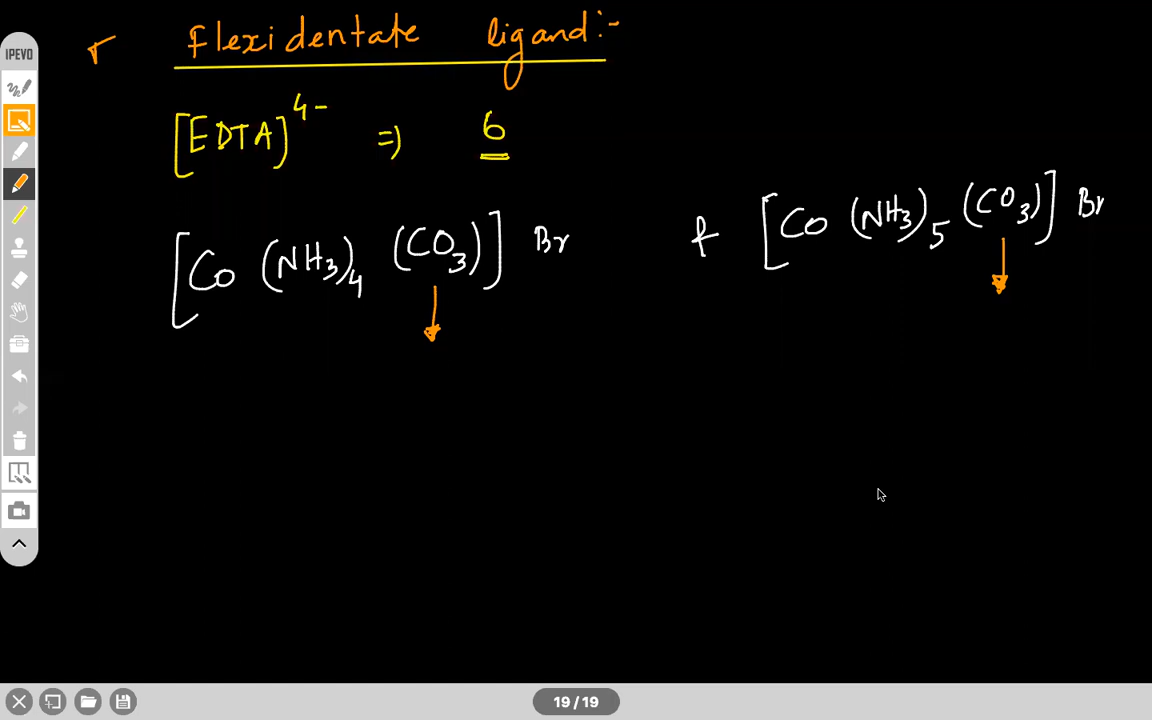 IPEVO
Flexidentate ligand:-
[EDTA]⁴⁻ => 6
[Co (NH₃)₄ (CO₃)] Br & [Co (NH₃)₅ (CO₃)] Br
19 / 19